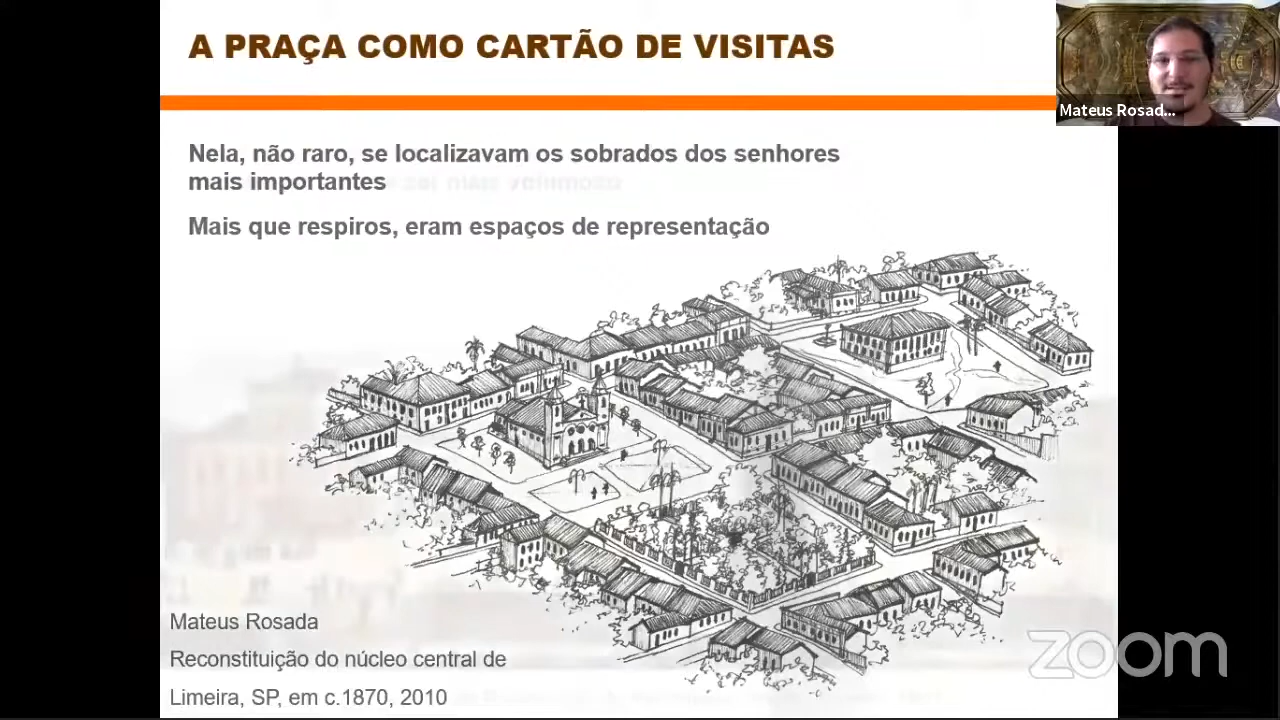 A PRAÇA COMO CARTÃO DE VISITAS
Mateus Rosad...
Nela, não raro, se localizavam os sobrados dos senhores
mais importantes
Mais que respiros, eram espaços de representação
Mateus Rosada
Reconstituição do núcleo central de
Limeira, SP, em c.1870, 2010
zoom